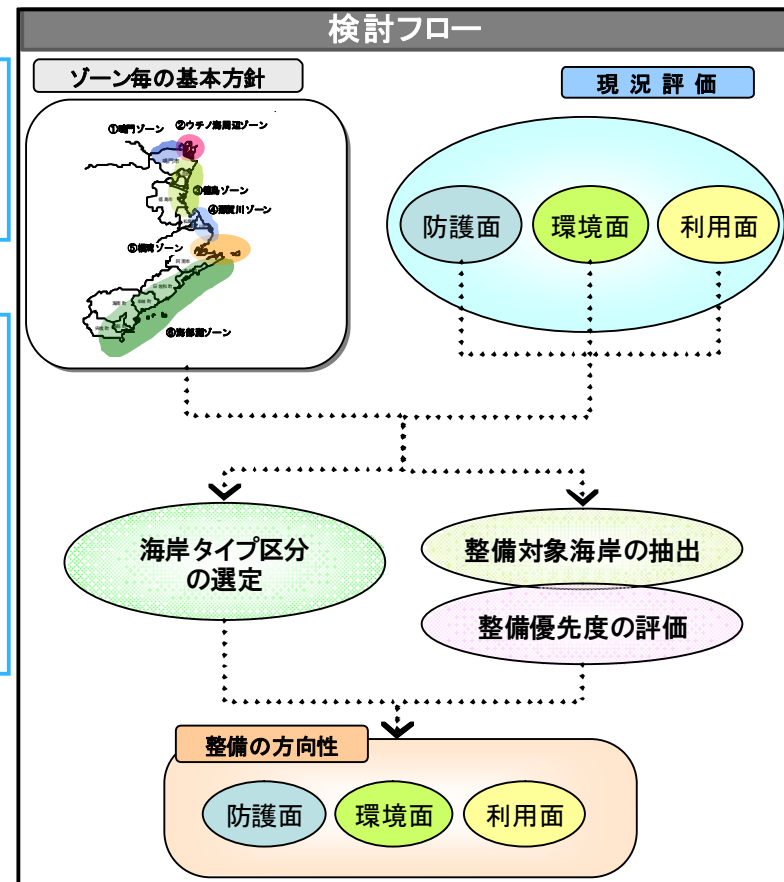 検討フロー
ゾーン毎の基本方針
現 況 評 価
①鳴門ゾーン
②ウチノ海周辺ゾーン
鳴門市
③徳島ゾーン
④那賀川ゾーン
⑤橘湾ゾーン
⑥海部灘ゾーン
防護面
環境面
利用面
海岸タイプ区分
の選定
整備対象海岸の抽出
整備優先度の評価
整備の方向性
防護面
環境面
利用面